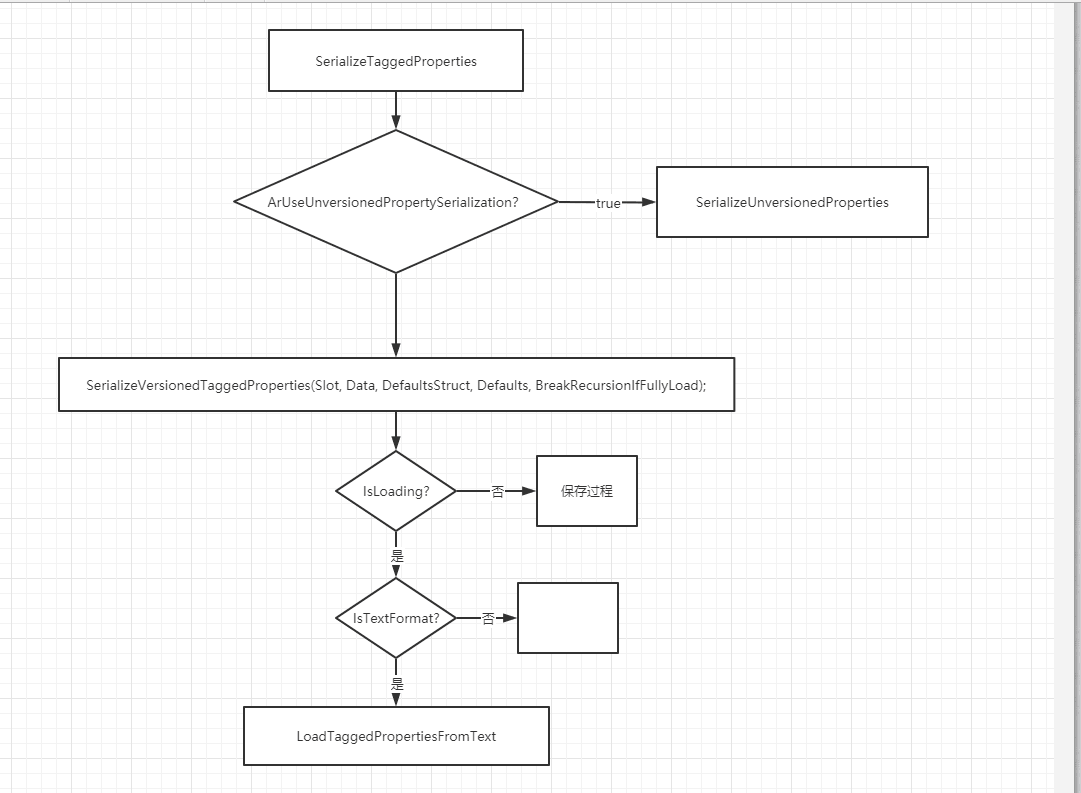 SerializeTaggedProperties
ArUseUnversionedPropertySerialization?
true
SerializeUnversionedProperties
SerializeVersionedTaggedProperties(Slot, Data, DefaultsStruct, Defaults, BreakRecursionIfFullyLoad);
IsLoading?
否
保存过程
是
IsTextFormat?
否
是
LoadTaggedPropertiesFromText